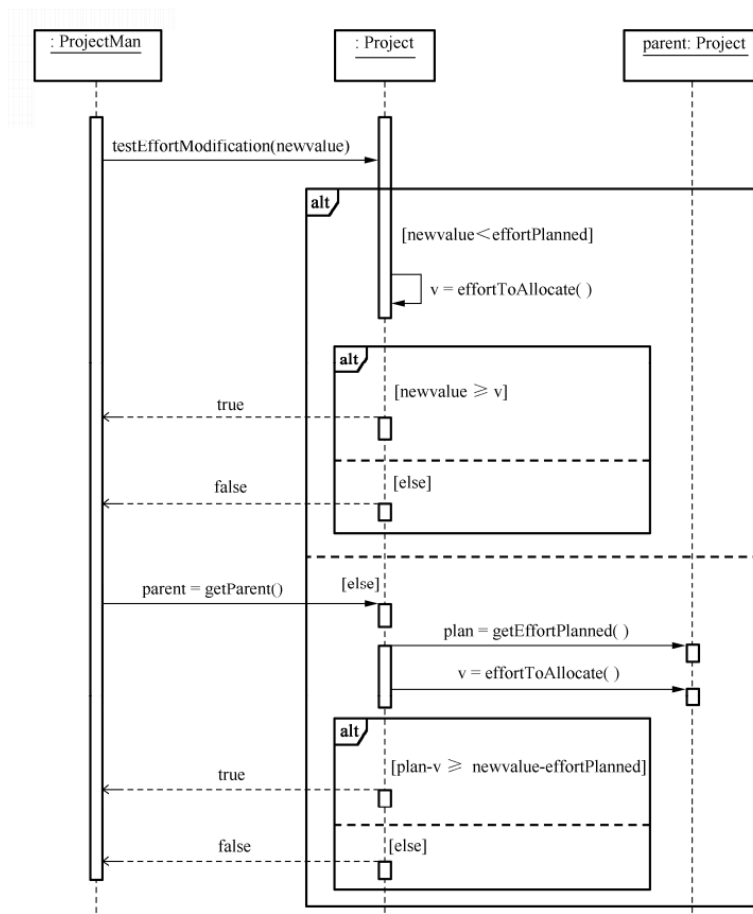 : ProjectMan
: Project
parent: Project
testEffortModification(newvalue)
alt
[newvalue＜effortPlanned]
v = effortToAllocate( )
alt
[newvalue ⩾ v]
true
[else]
false
[else]
parent = getParent()
plan = getEffortPlanned( )
v = effortToAllocate( )
alt
[plan-v ⩾ newvalue-effortPlanned]
true
[else]
false